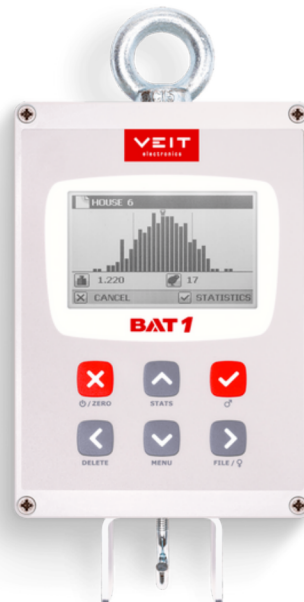 VEIT
electronics
HOUSE 6
1.220 17
CANCEL STATISTICS
BAT1
/ZERO STATS ♂
DELETE MENU FILE/♀